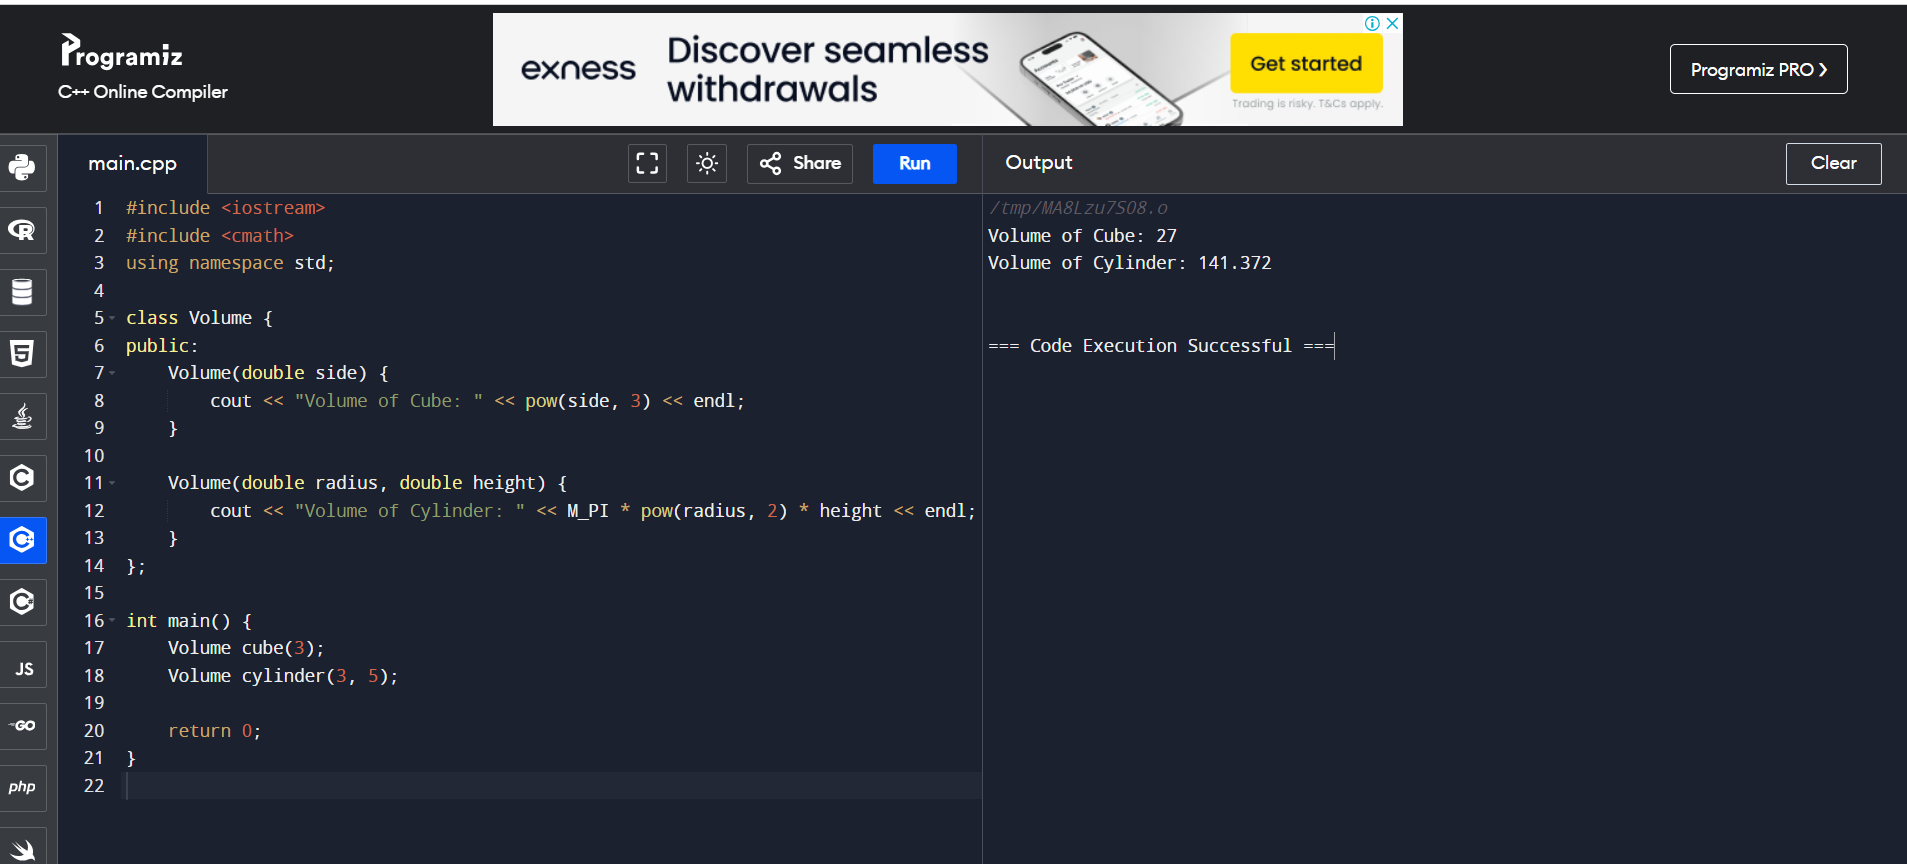 Programiz
C++ Online Compiler
exness
Discover seamless
withdrawals
Get started
Trading is risky. T&Cs apply.
Programiz PRO ❯
main.cpp
Share
Run
Output
Clear
1 #include <iostream>
2 #include <cmath>
3 using namespace std;
4
5 class Volume {
6 public:
7     Volume(double side) {
8         cout << "Volume of Cube: " << pow(side, 3) << endl;
9     }
10
11     Volume(double radius, double height) {
12         cout << "Volume of Cylinder: " << M_PI * pow(radius, 2) * height << endl;
13     }
14 };
15
16 int main() {
17     Volume cube(3);
18     Volume cylinder(3, 5);
19
20     return 0;
21 }
22
/tmp/MA8Lzu7SO8.o
Volume of Cube: 27
Volume of Cylinder: 141.372
=== Code Execution Successful ===
R
5
C
C++
C#
JS
GO
php